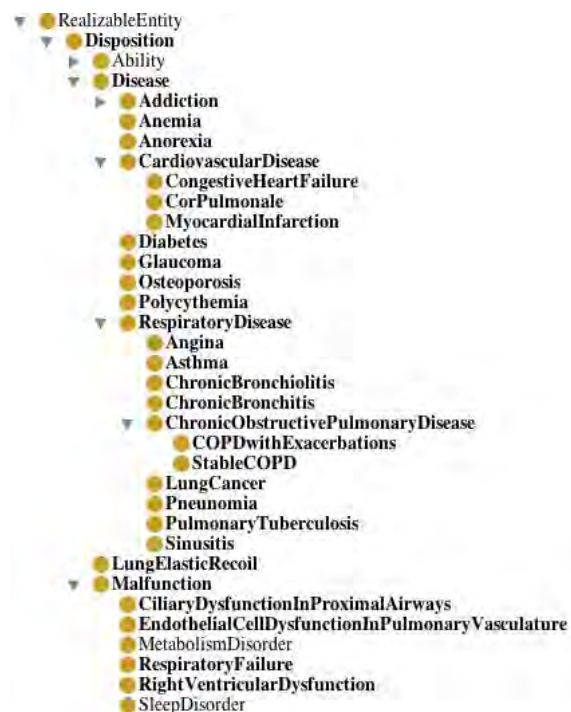 RealizableEntity
Disposition
Ability
Disease
Addiction
Anemia
Anorexia
CardiovascularDisease
CongestiveHeartFailure
CorPulmonale
MyocardialInfarction
Diabetes
Glaucoma
Osteoporosis
Polycythemia
RespiratoryDisease
Angina
Asthma
ChronicBronchiolitis
ChronicBronchitis
ChronicObstructivePulmonaryDisease
COPDwithExacerbations
StableCOPD
LungCancer
Pneunomia
PulmonaryTuberculosis
Sinusitis
LungElasticRecoil
Malfunction
CiliaryDysfunctionInProximalAirways
EndothelialCellDysfunctionInPulmonaryVasculature
MetabolismDisorder
RespiratoryFailure
RightVentricularDysfunction
SleepDisorder